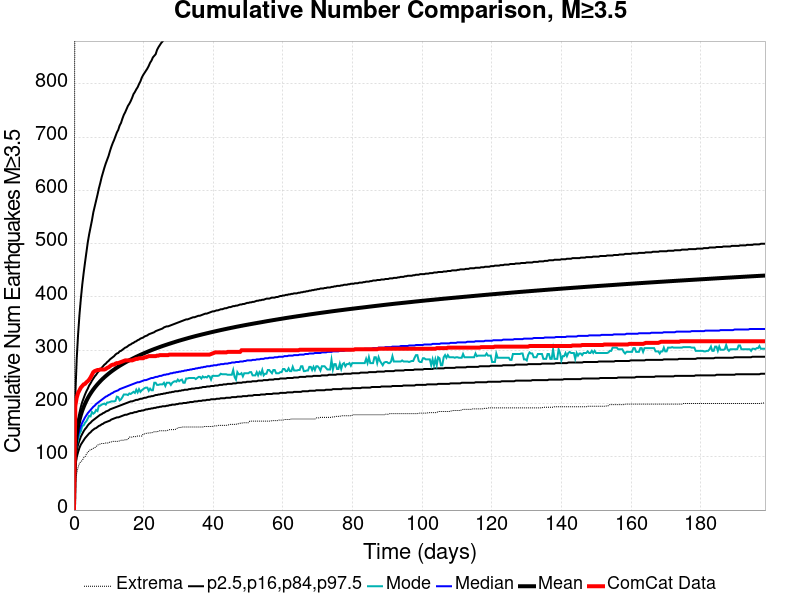 Cumulative Number Comparison, M≥3.5
Cumulative Num Earthquakes M≥3.5
800
700
600
500
400
300
200
100
0
0 20 40 60 80 100 120 140 160 180
Time (days)
Extrema p2.5,p16,p84,p97.5 Mode Median Mean ComCat Data